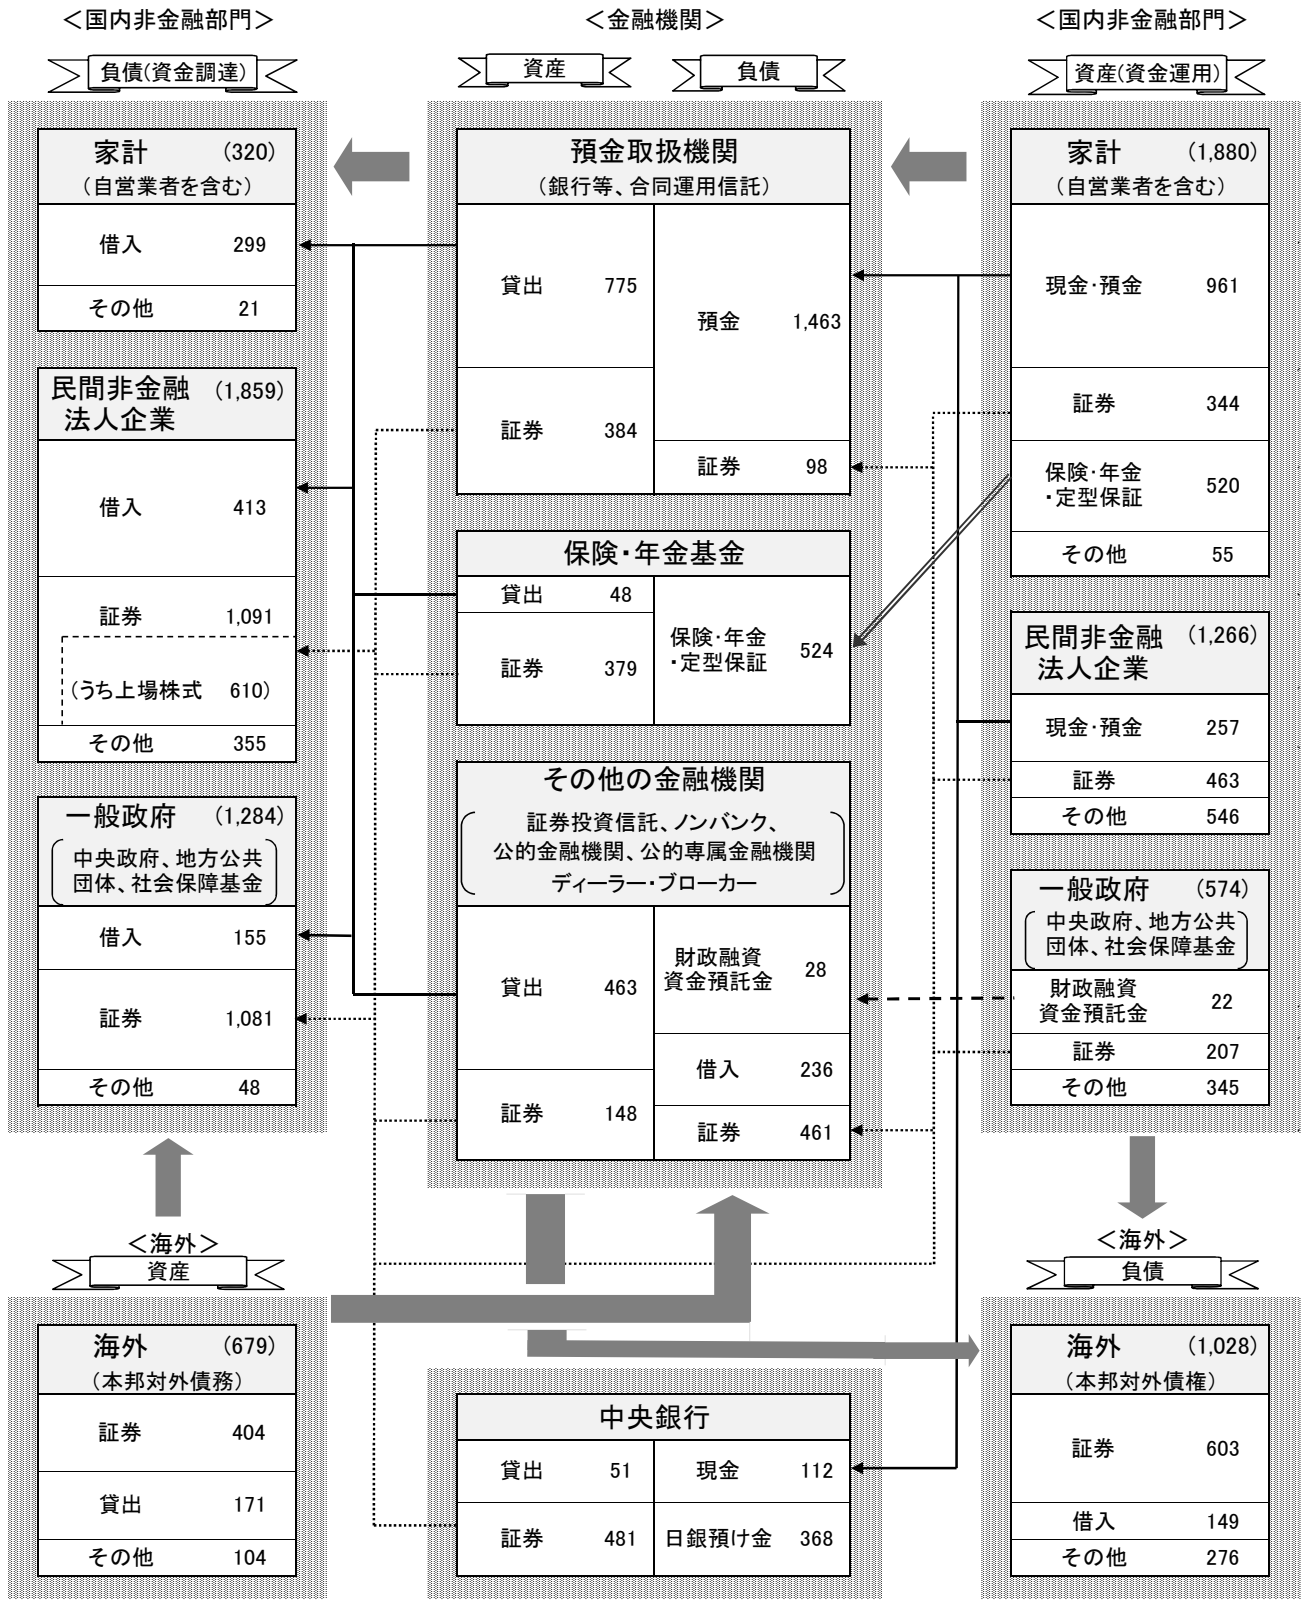 ＜国内非金融部門＞
負債(資金調達)
家計 (320)
(自営業者を含む)
借入 299
その他 21
民間非金融 (1,859)
法人企業
借入 413
証券 1,091
(うち上場株式 610)
その他 355
一般政府 (1,284)
中央政府、地方公共
団体、社会保障基金
借入 155
証券 1,081
その他 48
＜海外＞
資産
海外 (679)
(本邦対外債務)
証券 404
貸出 171
その他 104
＜金融機関＞
資産 負債
預金取扱機関
(銀行等、合同運用信託)
貸出 775
証券 384
預金 1,463
証券 98
保険・年金基金
貸出 48
証券 379
保険・年金
・定型保証 524
その他の金融機関
証券投資信託、ノンバンク、
公的金融機関、公的専属金融機関
ディーラー・ブローカー
貸出 463
証券 148
財政融資
資金預託金 28
借入 236
証券 461
中央銀行
貸出 51
証券 481
現金 112
日銀預け金 368
＜国内非金融部門＞
資産(資金運用)
家計 (1,880)
(自営業者を含む)
現金・預金 961
証券 344
保険・年金
・定型保証 520
その他 55
民間非金融 (1,266)
法人企業
現金・預金 257
証券 463
その他 546
一般政府 (574)
中央政府、地方公共
団体、社会保障基金
財政融資
資金預託金 22
証券 207
その他 345
＜海外＞
負債
海外 (1,028)
(本邦対外債権)
証券 603
借入 149
その他 276